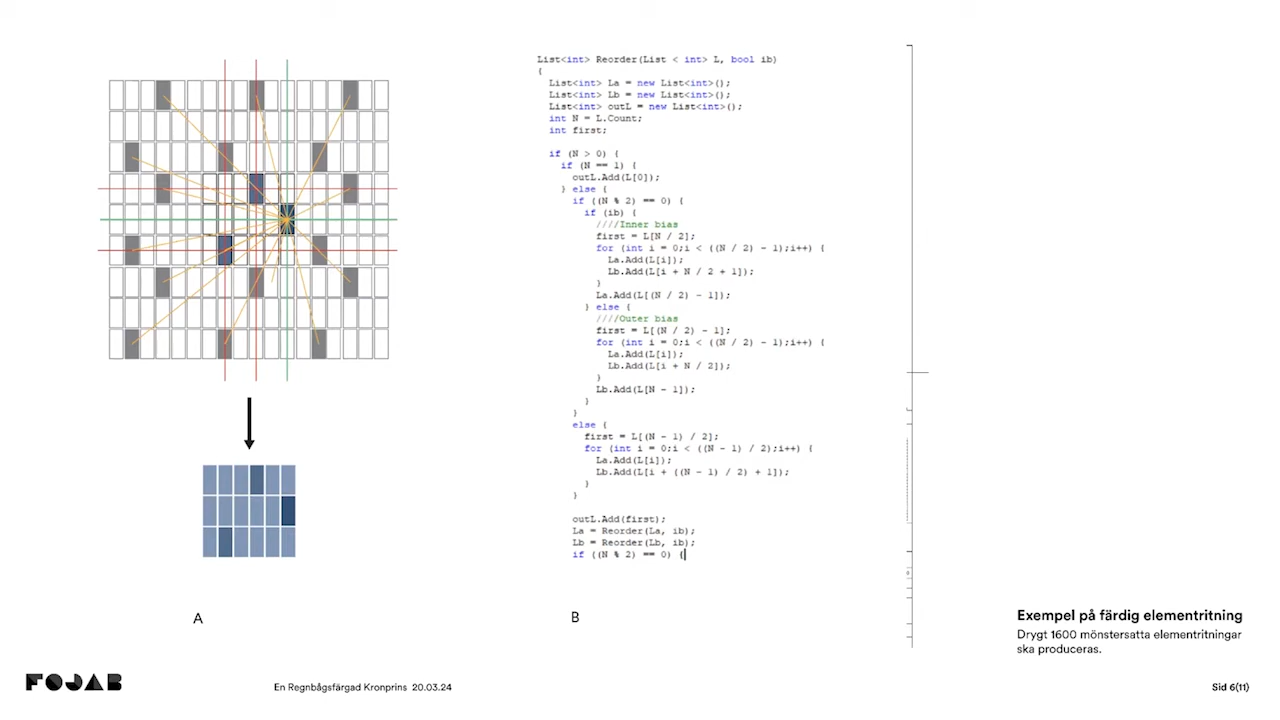 List<int> Reorder(List < int> L, bool ib)
{
List<int> La = new List<int>();
List<int> Lb = new List<int>();
List<int> outL = new List<int>();
int N = L.Count;
int first;
if (N > 0) {
if (N == 1) {
outL.Add(L[0]);
} else {
if ((N % 2) == 0) {
if (ib) {
////Inner bias
first = L[N / 2];
for (int i = 0;i < ((N / 2) - 1);i++) {
La.Add(L[i]);
Lb.Add(L[i + N / 2 + 1]);
}
La.Add(L[(N / 2) - 1]);
} else {
////Outer bias
first = L[(N / 2) - 1];
for (int i = 0;i < ((N / 2) - 1);i++) {
La.Add(L[i]);
Lb.Add(L[i + N / 2]);
}
Lb.Add(L[N - 1]);
}
}
else {
first = L[(N - 1) / 2];
for (int i = 0;i < ((N - 1) / 2);i++) {
La.Add(L[i]);
Lb.Add(L[i + ((N - 1) / 2) + 1]);
}
}
outL.Add(first);
La = Reorder(La, ib);
Lb = Reorder(Lb, ib);
if ((N % 2) == 0) {
A
B
Exempel på färdig elementritning
Drygt 1600 mönstersatta elementritningar
ska produceras.
FOJAB
En Regnbågsfärgad Kronprins 20.03.24
Sid 6(11)